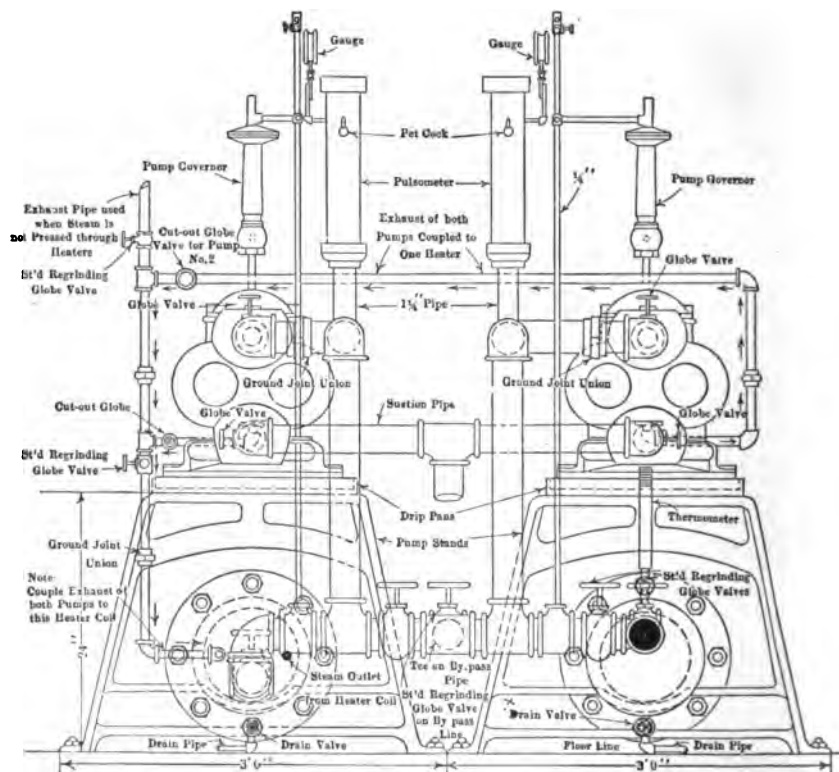 Gauge
Gauge
Pet Cock
Pump Governor
Pulsometer
¼"
Pump Governor
Exhaust Pipe used
when Steam is
not Pressed through
Heaters
Cut-out Globe
Valve for Pump
No. 2
Exhaust of both
Pumps Coupled to
One Heater
Globe Valve
St'd Regrinding
Globe Valve
Globe Valve
1¼" Pipe
Ground Joint Union
Ground Joint Union
Cut-out Globe
Globe Valve
Suction Pipe
Globe Valve
St'd Regrinding
Globe Valve
Drip Pans
Thermometer
Pump Stands
Ground Joint
Union
St'd Regrinding
Globe Valves
Note:
Couple Exhaust of
both Pumps to
this Heater Coil
24"
Steam Outlet
from Heater Coil
Tee on By-pass
Pipe
St'd Regrinding
Globe Valve
on By pass
Line
Drain Valve
Drain Pipe
Drain Valve
Floor Line
Drain Pipe
3'0"
3'0"